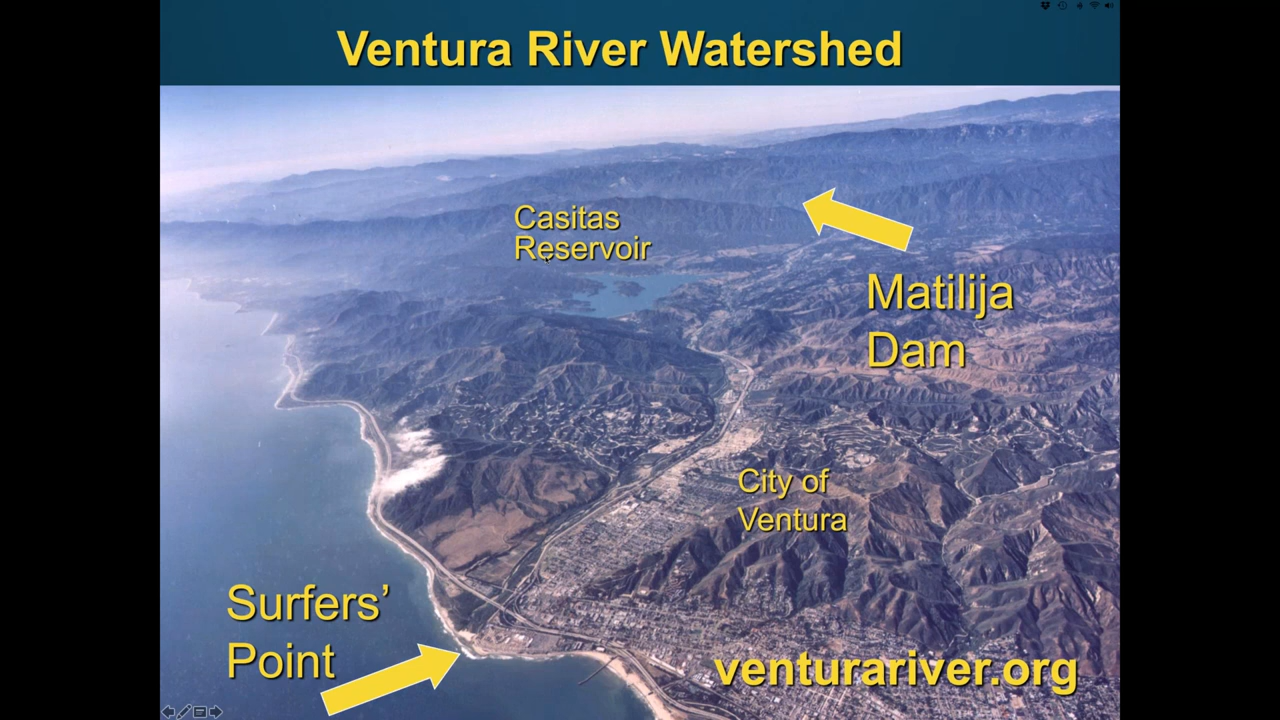 Ventura River Watershed
Casitas
Reservoir
Matilija
Dam
City of
Ventura
Surfers’
Point
venturariver.org